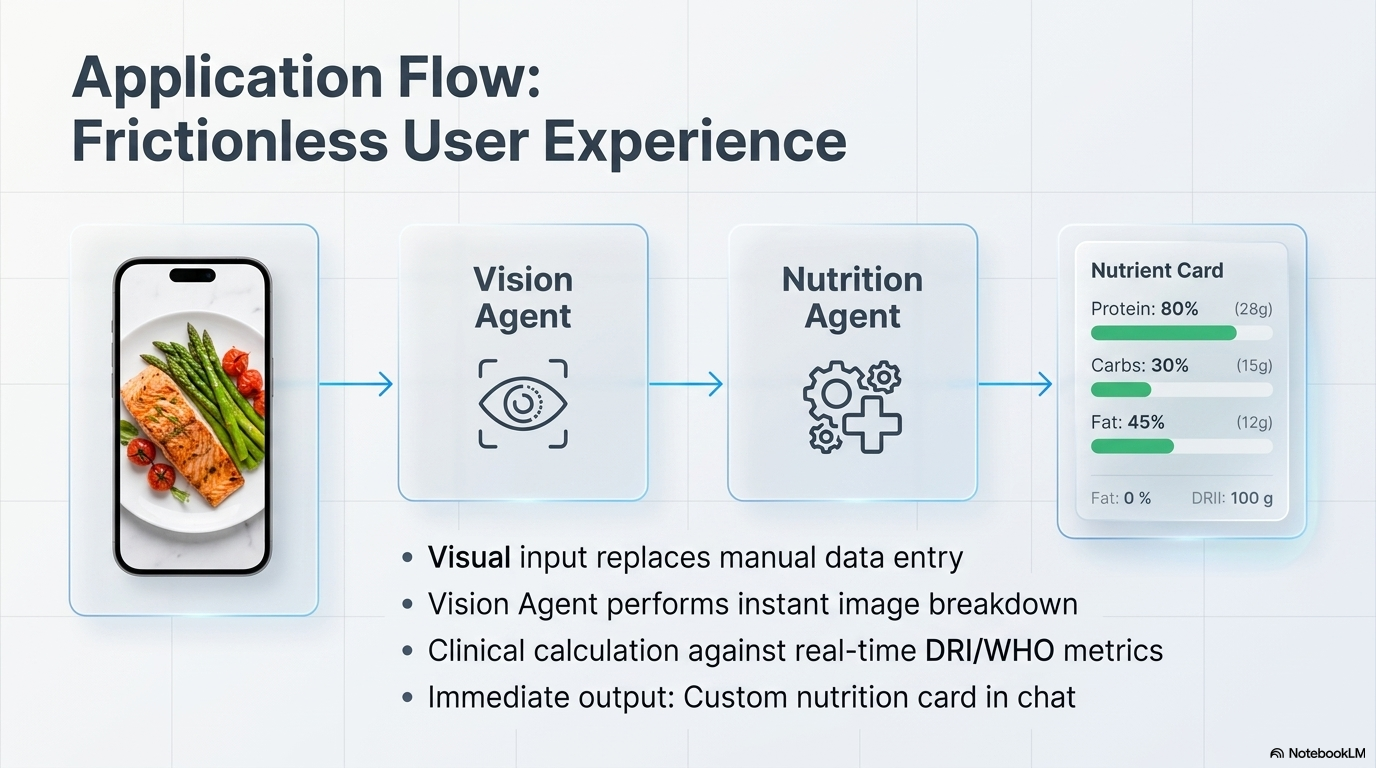 Application Flow:
Frictionless User Experience
Vision
Agent
Nutrition
Agent
Nutrient Card
Protein: 80% (28g)
Carbs: 30% (15g)
Fat: 45% (12g)
Fat: 0 % DRII: 100 g
• Visual input replaces manual data entry
• Vision Agent performs instant image breakdown
• Clinical calculation against real-time DRI/WHO metrics
• Immediate output: Custom nutrition card in chat
NotebookLM